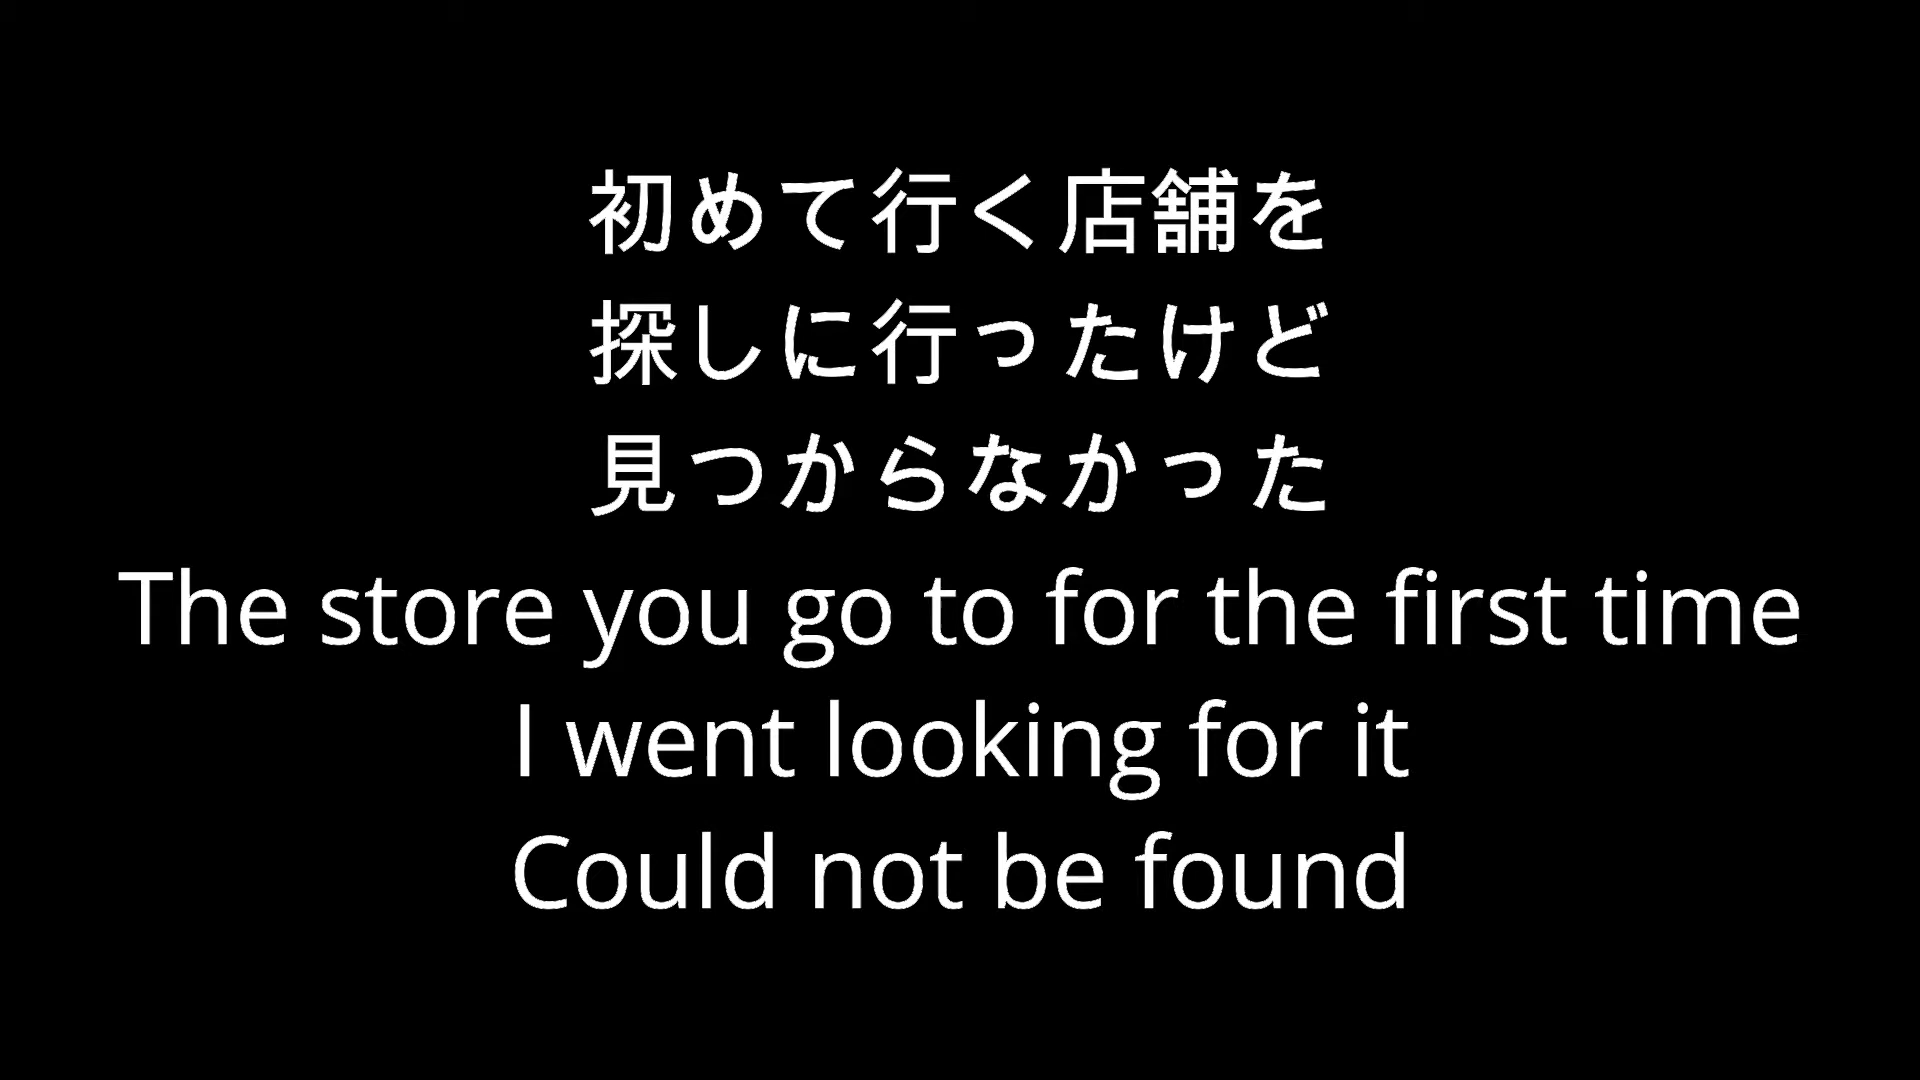 初めて行く店舗を
探しに行ったけど
見つからなかった
The store you go to for the first time
I went looking for it
Could not be found